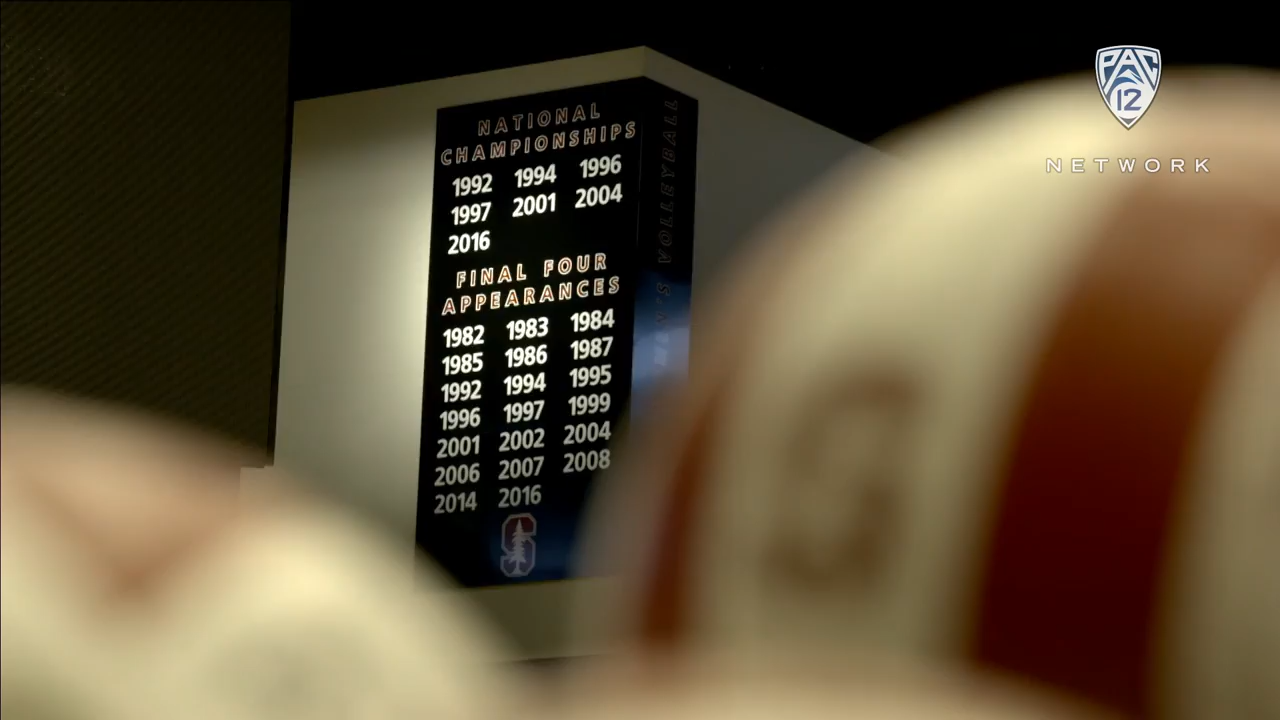 PAC
12
NETWORK
NATIONAL
CHAMPIONSHIPS
1992 1994 1996
1997 2001 2004
2016
FINAL FOUR
APPEARANCES
1982 1983 1984
1985 1986 1987
1992 1994 1995
1996 1997 1999
2001 2002 2004
2006 2007 2008
2014 2016
S
VOLLEYBALL